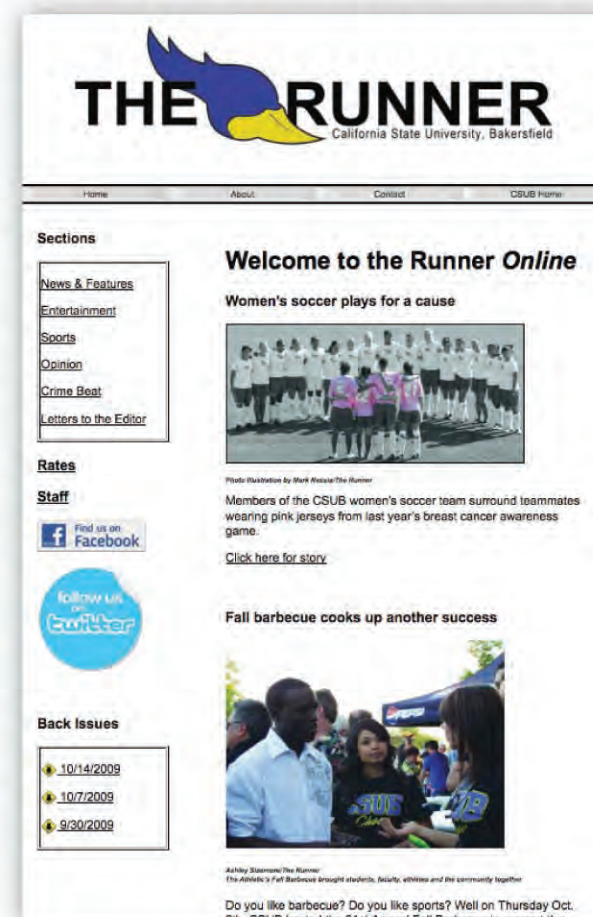 THE RUNNER
California State University, Bakersfield
Home About Contact CSUB Home
Sections
News & Features
Entertainment
Sports
Opinion
Crime Beat
Letters to the Editor
Rates
Staff
Find us on
Facebook
follow us
on
twitter
Back Issues
10/14/2009
10/7/2009
9/30/2009
Welcome to the Runner Online
Women's soccer plays for a cause
Photo Illustration by Mark The Runner
Members of the CSUB women's soccer team surround teammates
wearing pink jerseys from last year's breast cancer awareness
game.
Click here for story
Fall barbecue cooks up another success
PEPSI
CSUB
Ashley The Runner
The Athletic's Fall Barbecue brought students, faculty, athletes and the community together
Do you like barbecue? Do you like sports? Well on Thursday Oct.